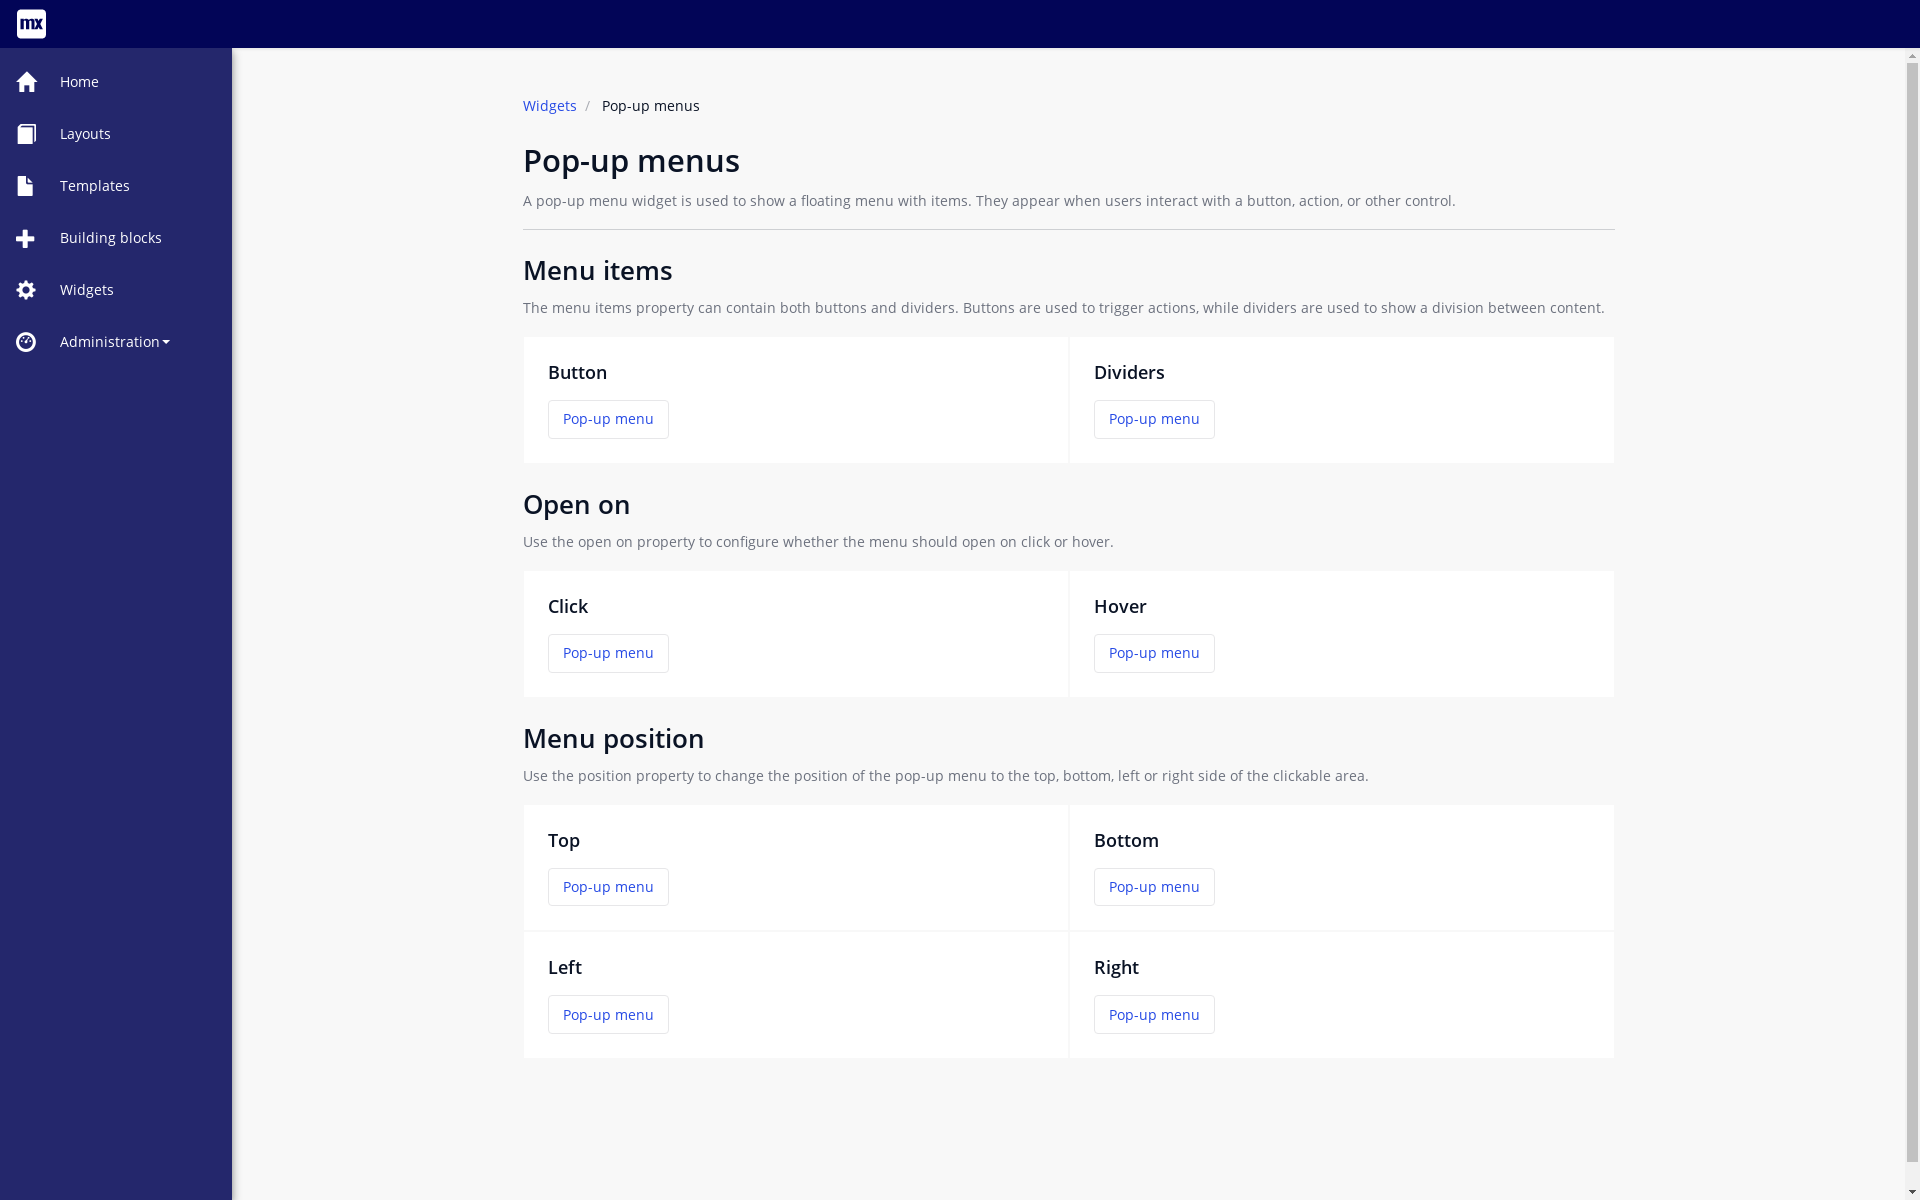 mx
Home
Layouts
Templates
Building blocks
Widgets
Administration
Widgets / Pop-up menus
Pop-up menus
A pop-up menu widget is used to show a floating menu with items. They appear when users interact with a button, action, or other control.
Menu items
The menu items property can contain both buttons and dividers. Buttons are used to trigger actions, while dividers are used to show a division between content.
Button
Pop-up menu
Dividers
Pop-up menu
Open on
Use the open on property to configure whether the menu should open on click or hover.
Click
Pop-up menu
Hover
Pop-up menu
Menu position
Use the position property to change the position of the pop-up menu to the top, bottom, left or right side of the clickable area.
Top
Pop-up menu
Bottom
Pop-up menu
Left
Pop-up menu
Right
Pop-up menu